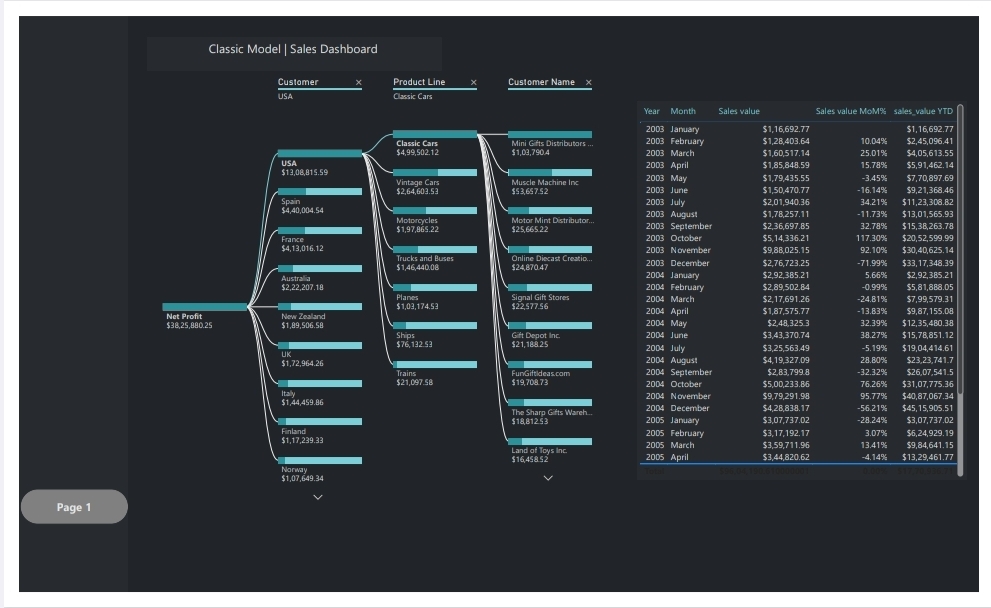 Classic Model | Sales Dashboard
Customer ×
USA
Product Line ×
Classic Cars
Customer Name ×
Net Profit
$38,25,880.25
USA
$13,08,815.59
Spain
$4,40,004.54
France
$4,13,016.12
Australia
$2,22,207.18
New Zealand
$1,89,506.58
UK
$1,72,964.26
Italy
$1,44,459.86
Finland
$1,17,239.33
Norway
$1,07,649.34
Classic Cars
$4,99,502.12
Vintage Cars
$2,64,603.53
Motorcycles
$1,97,865.22
Trucks and Buses
$1,46,440.08
Planes
$1,03,174.53
Ships
$76,132.53
Trains
$21,097.58
Mini Gifts Distributors ...
$1,03,790.4
Muscle Machine Inc
$53,657.52
Motor Mint Distributor...
$25,665.22
Online Diecast Creatio...
$24,870.47
Signal Gift Stores
$22,577.56
Gift Depot Inc.
$21,188.25
FunGiftIdeas.com
$19,708.73
The Sharp Gifts Wareh...
$18,812.53
Land of Toys Inc.
$16,458.52
Year Month Sales value Sales value MoM% sales_value YTD
2003 January $1,16,692.77 $1,16,692.77
2003 February $1,28,403.64 10.04% $2,45,096.41
2003 March $1,60,517.14 25.01% $4,05,613.55
2003 April $1,85,848.59 15.78% $5,91,462.14
2003 May $1,79,435.55 -3.45% $7,70,897.69
2003 June $1,50,470.77 -16.14% $9,21,368.46
2003 July $2,01,940.36 34.21% $11,23,308.82
2003 August $1,78,257.11 -11.73% $13,01,565.93
2003 September $2,36,697.85 32.78% $15,38,263.78
2003 October $5,14,336.21 117.30% $20,52,599.99
2003 November $9,88,025.15 92.10% $30,40,625.14
2003 December $2,76,723.25 -71.99% $33,17,348.39
2004 January $2,92,385.21 5.66% $2,92,385.21
2004 February $2,89,502.84 -0.99% $5,81,888.05
2004 March $2,17,691.26 -24.81% $7,99,579.31
2004 April $1,87,575.77 -13.83% $9,87,155.08
2004 May $2,48,325.3 32.39% $12,35,480.38
2004 June $3,43,370.74 38.27% $15,78,851.12
2004 July $3,25,563.49 -5.19% $19,04,414.61
2004 August $4,19,327.09 28.80% $23,23,741.7
2004 September $2,83,799.8 -32.32% $26,07,541.5
2004 October $5,00,233.86 76.26% $31,07,775.36
2004 November $9,79,291.98 95.77% $40,87,067.34
2004 December $4,28,838.17 -56.21% $45,15,905.51
2005 January $3,07,737.02 -28.24% $3,07,737.02
2005 February $3,17,192.17 3.07% $6,24,929.19
2005 March $3,59,711.96 13.41% $9,84,641.15
2005 April $3,44,820.62 -4.14% $13,29,461.77
Page 1